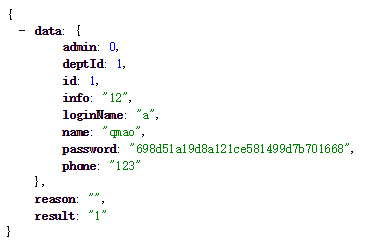 {
- data: {
admin: 0,
deptId: 1,
id: 1,
info: "12",
loginName: "a",
name: "qmao",
password: "698d51a19d8a121ce581499d7b701668",
phone: "123"
},
reason: "",
result: "1"
}